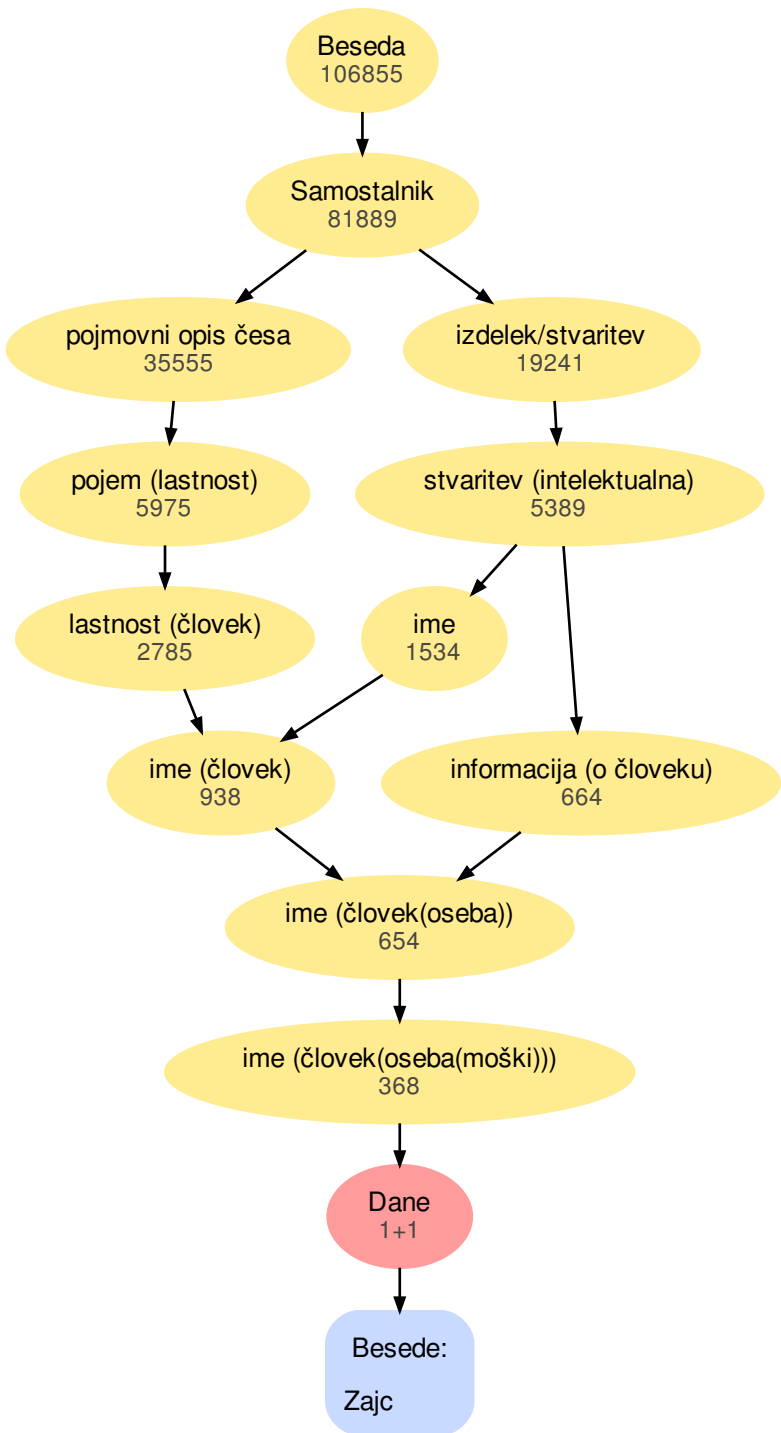 Beseda
106855
Samostalnik
81889
pojmovni opis česa
35555
izdelek/stvaritev
19241
pojem (lastnost)
5975
stvaritev (intelektualna)
5389
lastnost (človek)
2785
ime
1534
ime (človek)
938
informacija (o človeku)
664
ime (človek(oseba))
654
ime (človek(oseba(moški)))
368
Dane
1+1
Besede:
Zajc